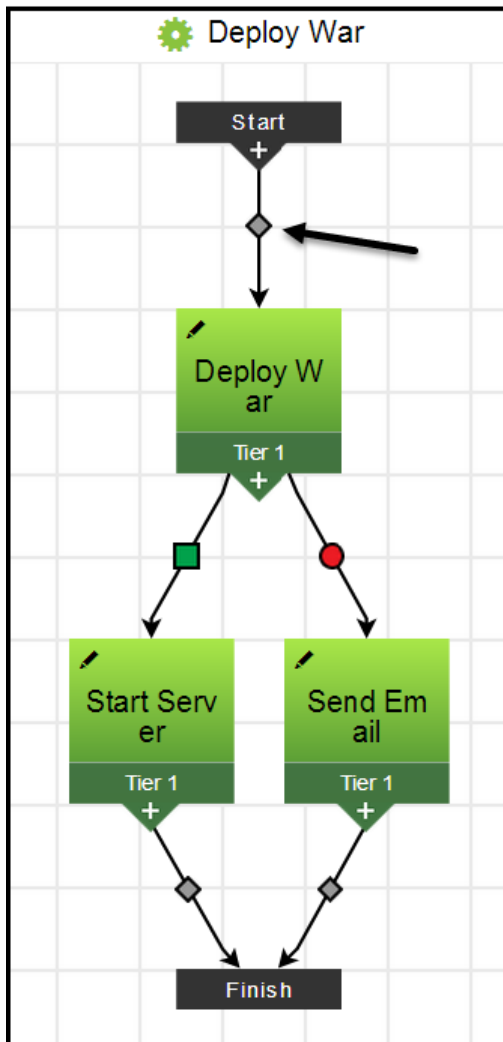 Deploy War
Start
+
Deploy W
ar
Tier 1
+
Start Serv
er
Send Em
ail
Tier 1
Tier 1
+
+
Finish